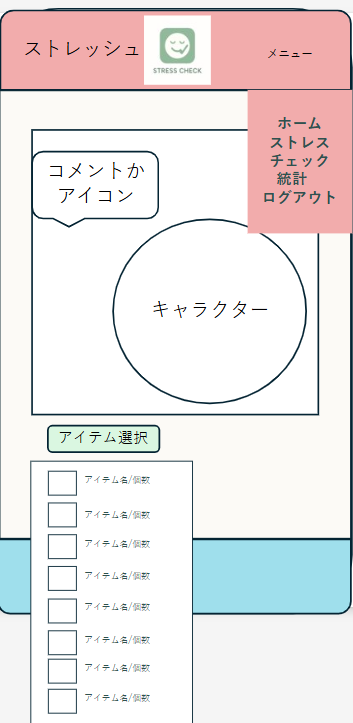 ストレッシュ
STRESS CHECK
メニュー
ホーム
ストレス
チェック
統計
ログアウト
コメントか
アイコン
キャラクター
アイテム選択
アイテム名/個数
アイテム名/個数
アイテム名/個数
アイテム名/個数
アイテム名/個数
アイテム名/個数
アイテム名/個数
アイテム名/個数